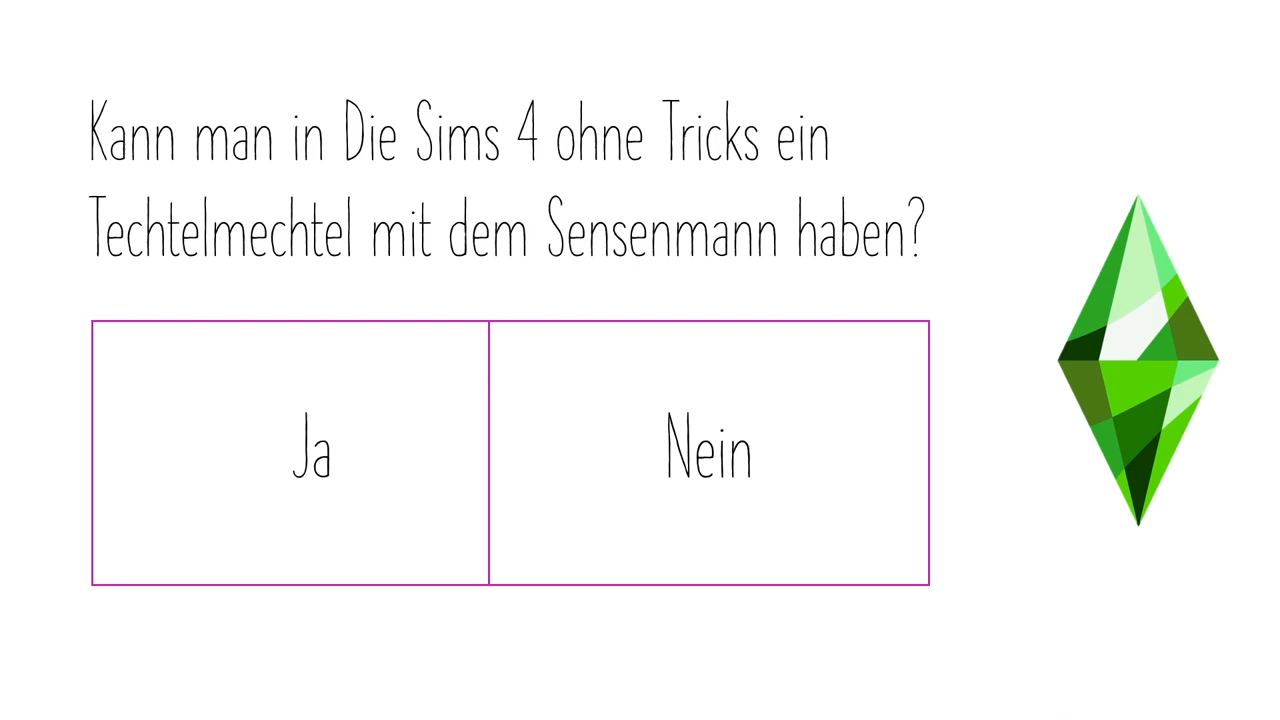 Kann man in Die Sims 4 ohne Tricks ein
Techtelmechtel mit dem Sensenmann haben?
Ja
Nein